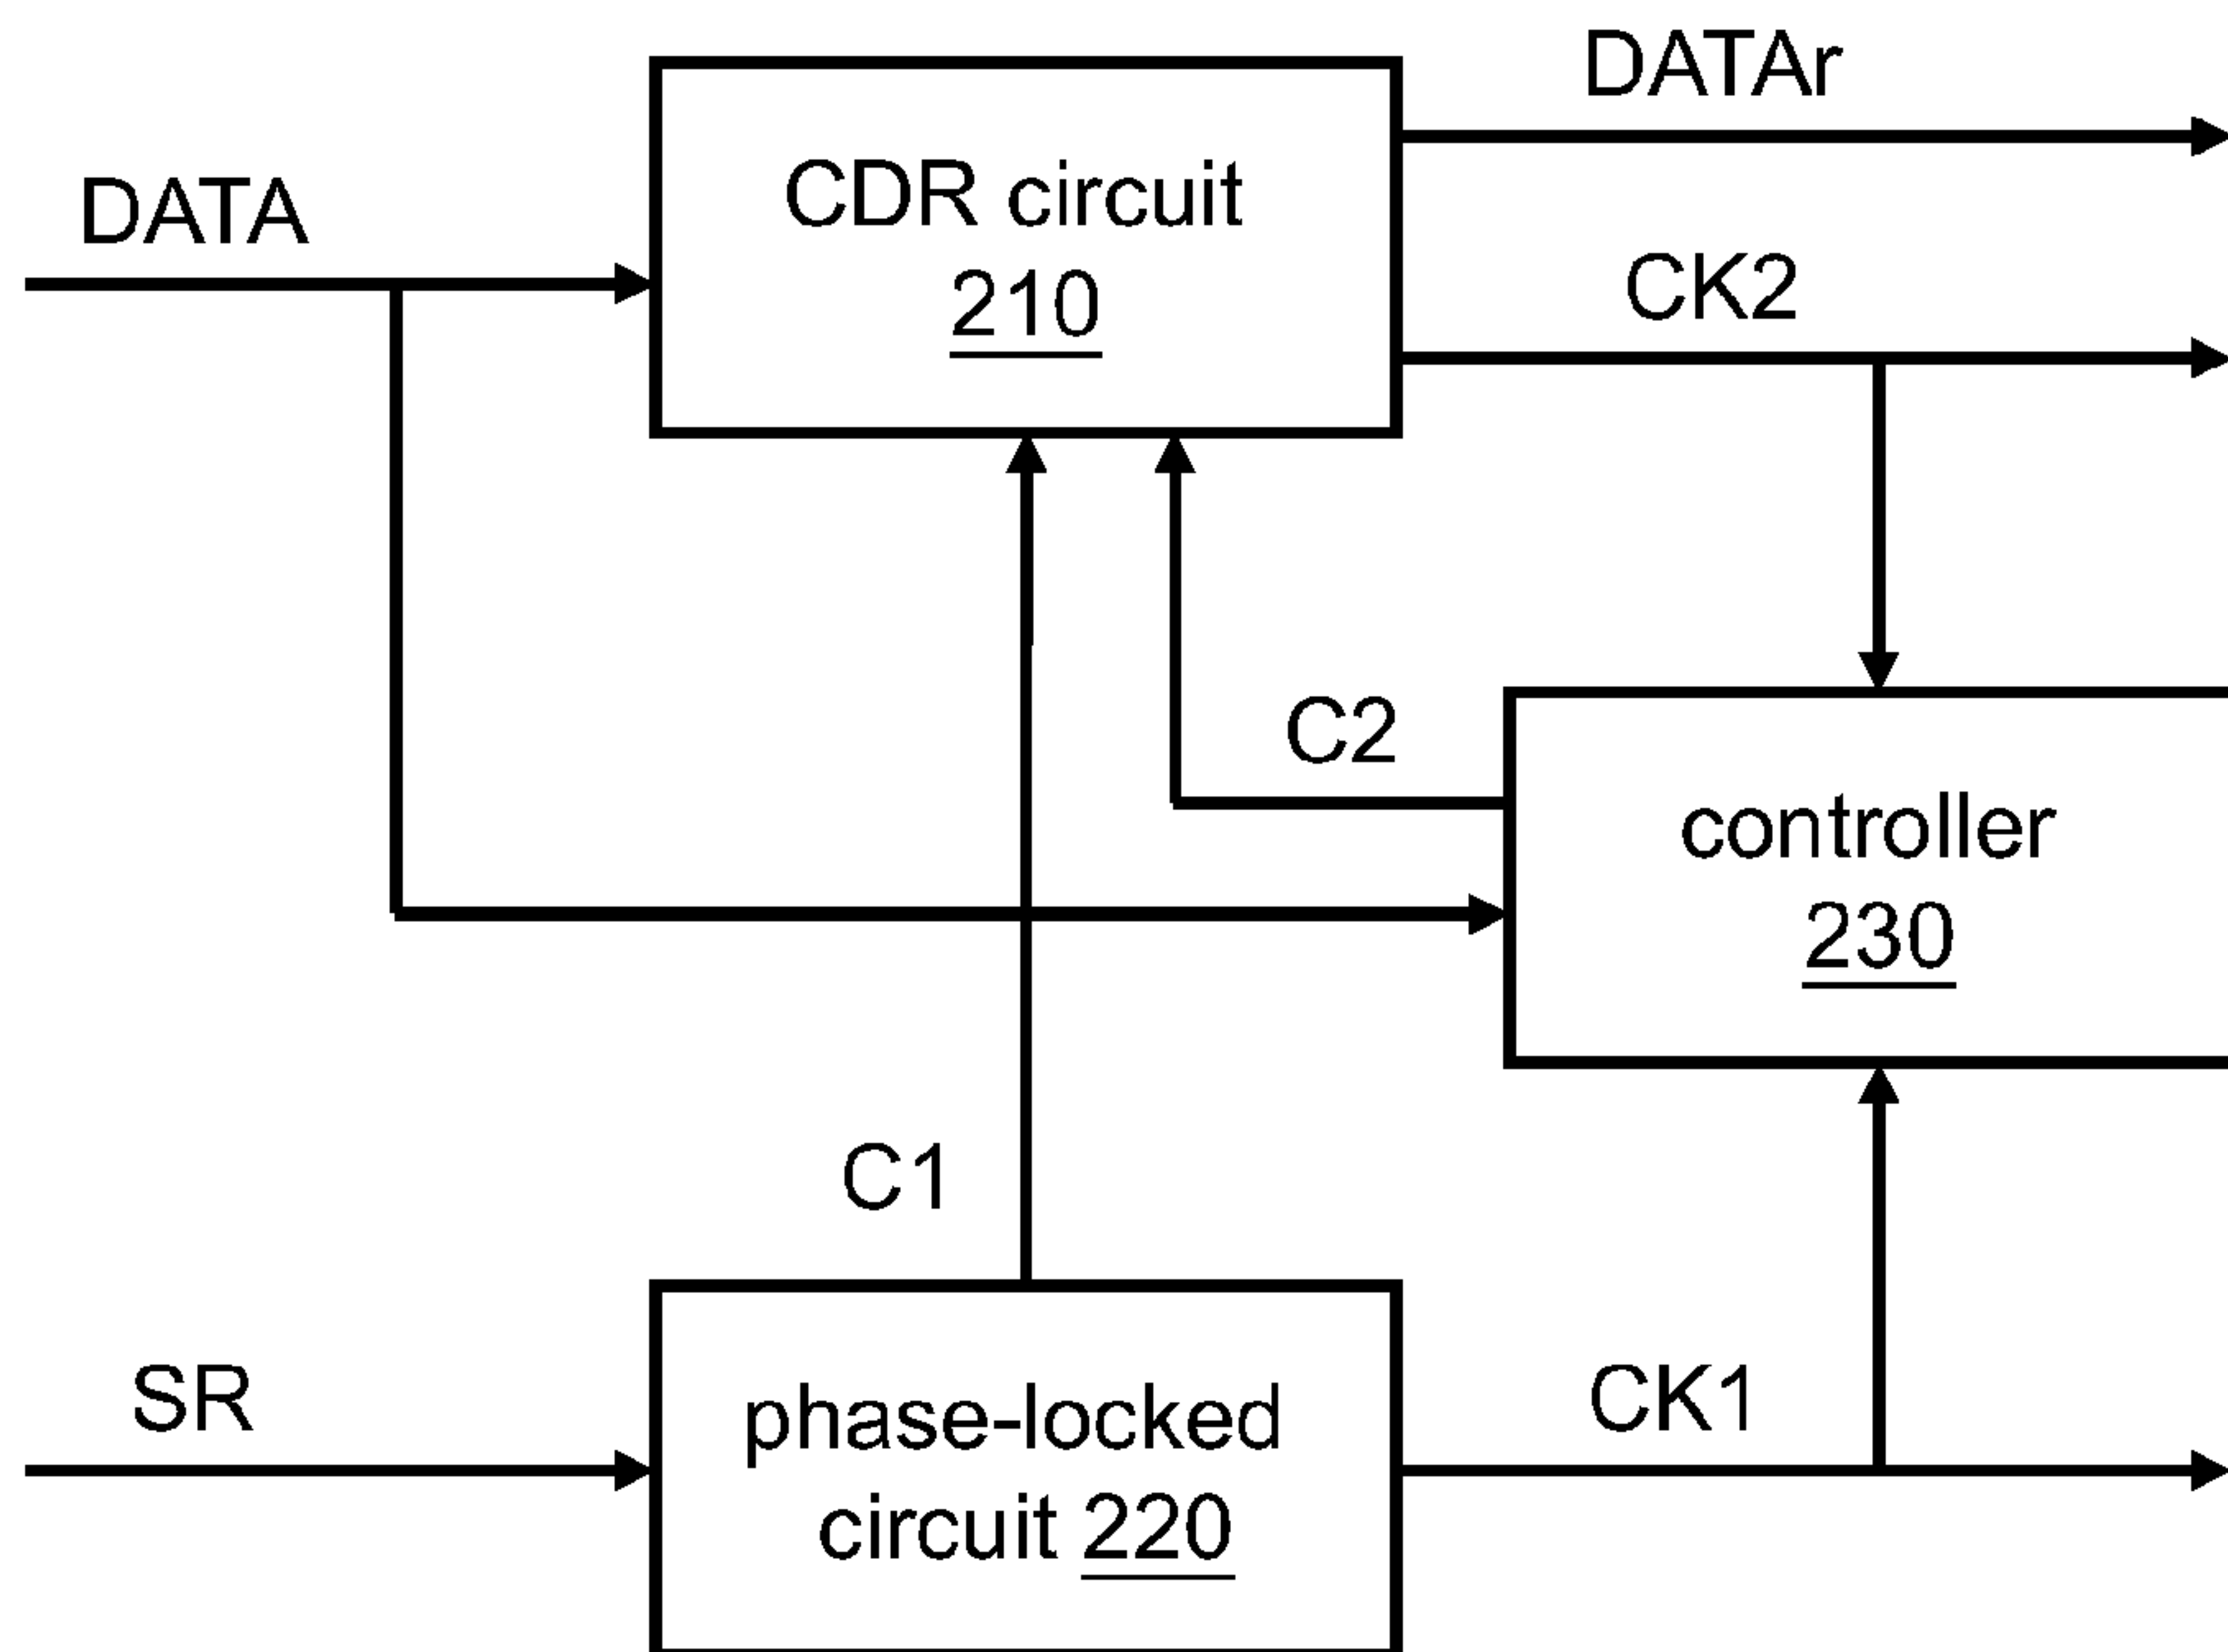 DATAr
DATA
CDR circuit
210
CK2
C2
controller
230
C1
SR
phase-locked
circuit 220
CK1